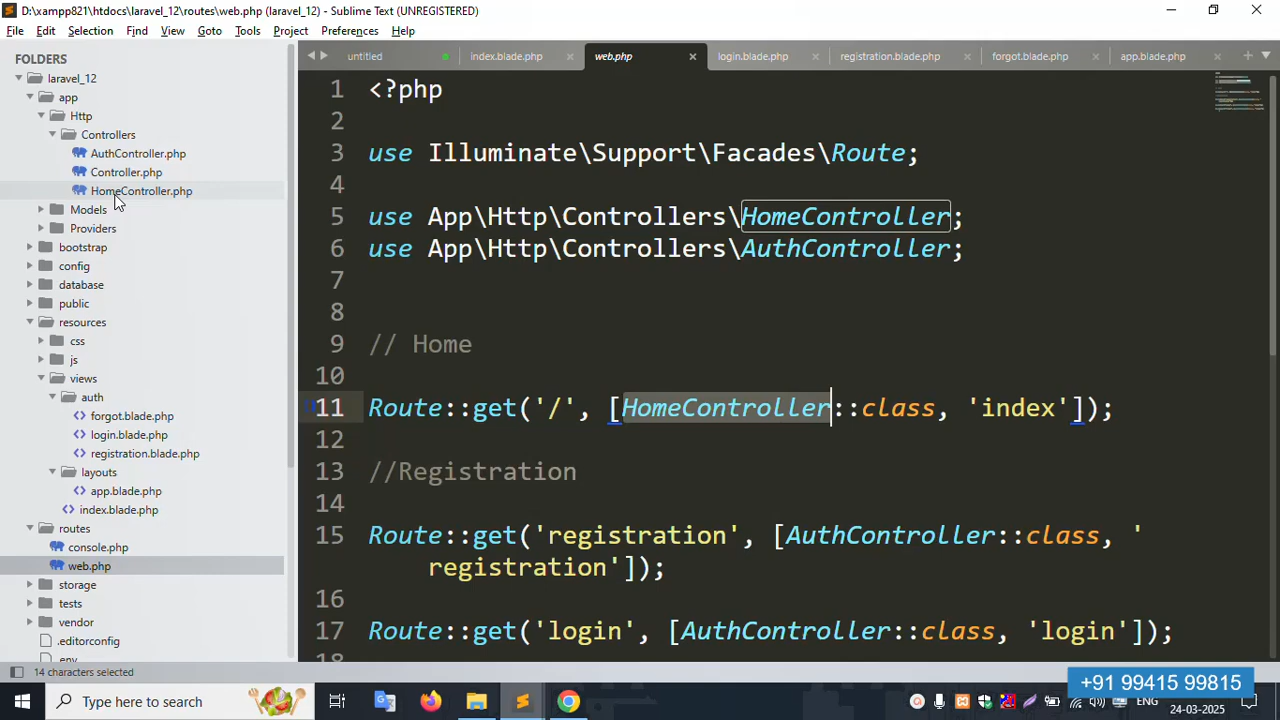 D:\xampp821\htdocs\laravel_12\routes\web.php (laravel_12) - Sublime Text (UNREGISTERED)
File Edit Selection Find View Goto Tools Project Preferences Help
FOLDERS
laravel_12
app
Http
Controllers
AuthController.php
Controller.php
HomeController.php
Models
Providers
bootstrap
config
database
public
resources
css
js
views
auth
forgot.blade.php
login.blade.php
registration.blade.php
layouts
app.blade.php
index.blade.php
routes
console.php
web.php
storage
tests
vendor
.editorconfig
.env
untitled index.blade.php web.php login.blade.php registration.blade.php forgot.blade.php app.blade.php
1 <?php
2
3 use Illuminate\Support\Facades\Route;
4
5 use App\Http\Controllers\HomeController;
6 use App\Http\Controllers\AuthController;
7
8
9 // Home
10
11 Route::get('/', [HomeController::class, 'index']);
12
13 //Registration
14
15 Route::get('registration', [AuthController::class, '
registration']);
16
17 Route::get('login', [AuthController::class, 'login']);
18
14 characters selected
+91 99415 99815
Type here to search
ENG
24-03-2025